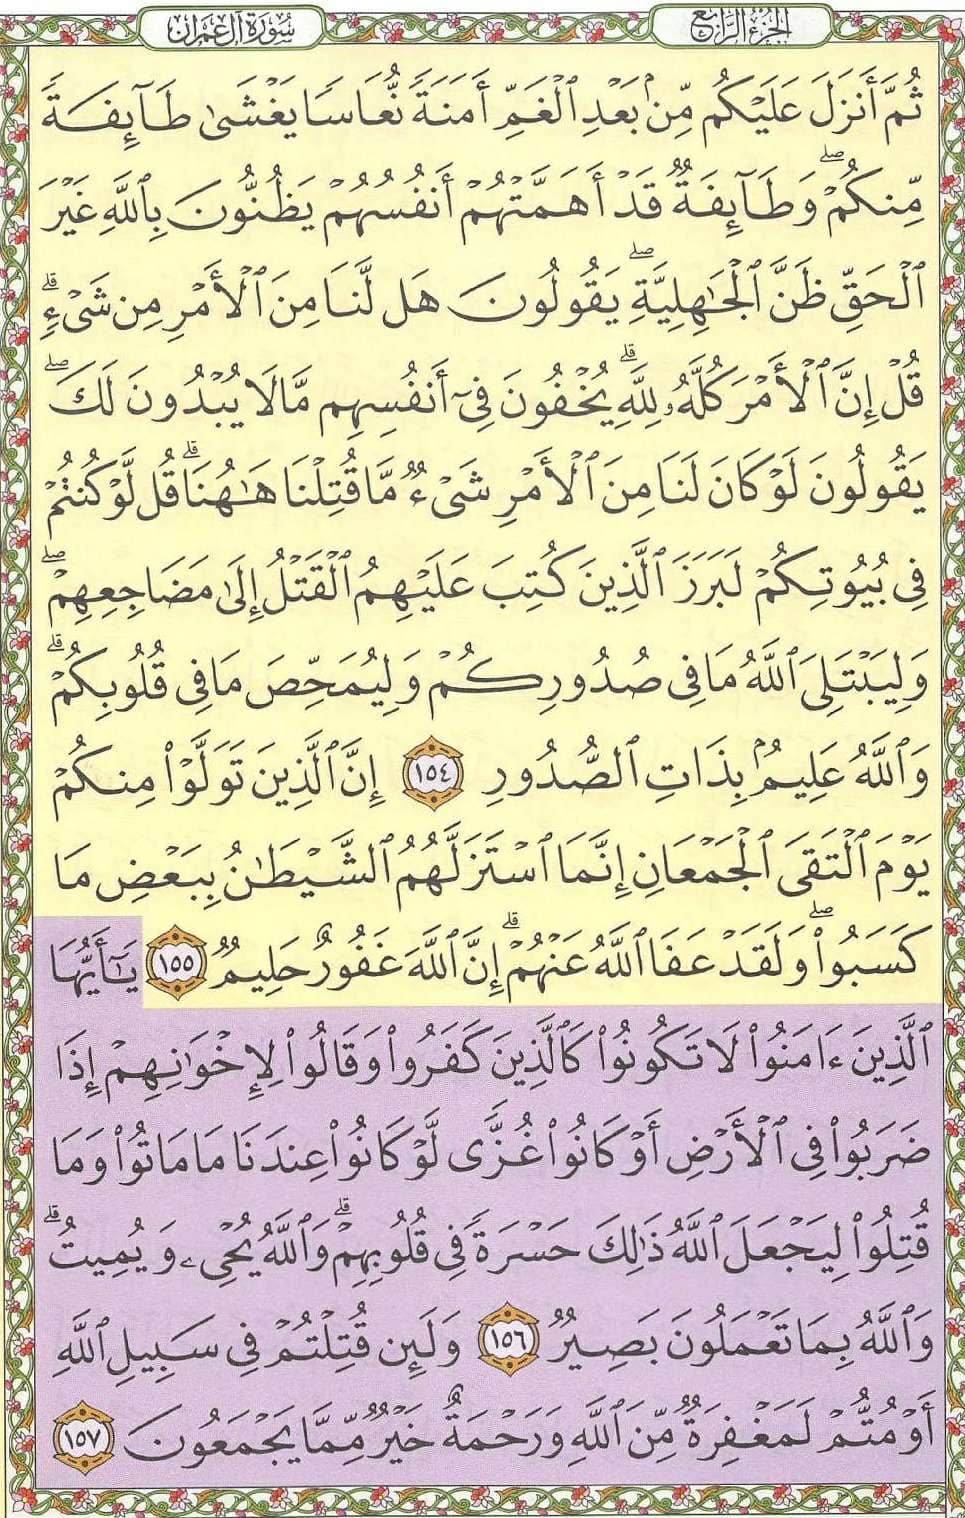 الجزء الرابع
سورة آل عمران
ثُمَّ أَنزَلَ عَلَيْكُم مِّنۢ بَعْدِ ٱلْغَمِّ أَمَنَةً نُّعَاسًا يَغْشَىٰ طَآئِفَةً
مِّنكُمْ ۖ وَطَآئِفَةٌ قَدْ أَهَمَّتْهُمْ أَنفُسُهُمْ يَظُنُّونَ بِٱللَّهِ غَيْرَ
ٱلْحَقِّ ظَنَّ ٱلْجَٰهِلِيَّةِ ۖ يَقُولُونَ هَل لَّنَا مِنَ ٱلْأَمْرِ مِن شَىْءٍ ۗ
قُلْ إِنَّ ٱلْأَمْرَ كُلَّهُۥ لِلَّهِ ۗ يُخْفُونَ فِىٓ أَنفُسِهِم مَّا لَا يُبْدُونَ لَكَ ۖ
يَقُولُونَ لَوْ كَانَ لَنَا مِنَ ٱلْأَمْرِ شَىْءٌ مَّا قُتِلْنَا هَٰهُنَا ۗ قُل لَّوْ كُنتُمْ
فِى بُيُوتِكُمْ لَبَرَزَ ٱلَّذِينَ كُتِبَ عَلَيْهِمُ ٱلْقَتْلُ إِلَىٰ مَضَاجِعِهِمْ ۖ
وَلِيَبْتَلِىَ ٱللَّهُ مَا فِى صُدُورِكُمْ وَلِيُمَحِّصَ مَا فِى قُلُوبِكُمْ ۗ
وَٱللَّهُ عَلِيمٌۢ بِذَاتِ ٱلصُّدُورِ ١٥٤ إِنَّ ٱلَّذِينَ تَوَلَّوْا۟ مِنكُمْ
يَوْمَ ٱلْتَقَى ٱلْجَمْعَانِ إِنَّمَا ٱسْتَزَلَّهُمُ ٱلشَّيْطَٰنُ بِبَعْضِ مَا
كَسَبُوا۟ ۖ وَلَقَدْ عَفَا ٱللَّهُ عَنْهُمْ ۗ إِنَّ ٱللَّهَ غَفُورٌ حَلِيمٌ ١٥٥ يَٰٓأَيُّهَا
ٱلَّذِينَ ءَامَنُوا۟ لَا تَكُونُوا۟ كَٱلَّذِينَ كَفَرُوا۟ وَقَالُوا۟ لِإِخْوَٰنِهِمْ إِذَا
ضَرَبُوا۟ فِى ٱلْأَرْضِ أَوْ كَانُوا۟ غُزًّى لَّوْ كَانُوا۟ عِندَنَا مَا مَاتُوا۟ وَمَا
قُتِلُوا۟ لِيَجْعَلَ ٱللَّهُ ذَٰلِكَ حَسْرَةً فِى قُلُوبِهِمْ ۗ وَٱللَّهُ يُحْىِۦ وَيُمِيتُ ۗ
وَٱللَّهُ بِمَا تَعْمَلُونَ بَصِيرٌ ١٥٦ وَلَئِن قُتِلْتُمْ فِى سَبِيلِ ٱللَّهِ
أَوْ مُتُّمْ لَمَغْفِرَةٌ مِّنَ ٱللَّهِ وَرَحْمَةٌ خَيْرٌ مِّمَّا يَجْمَعُونَ ١٥٧